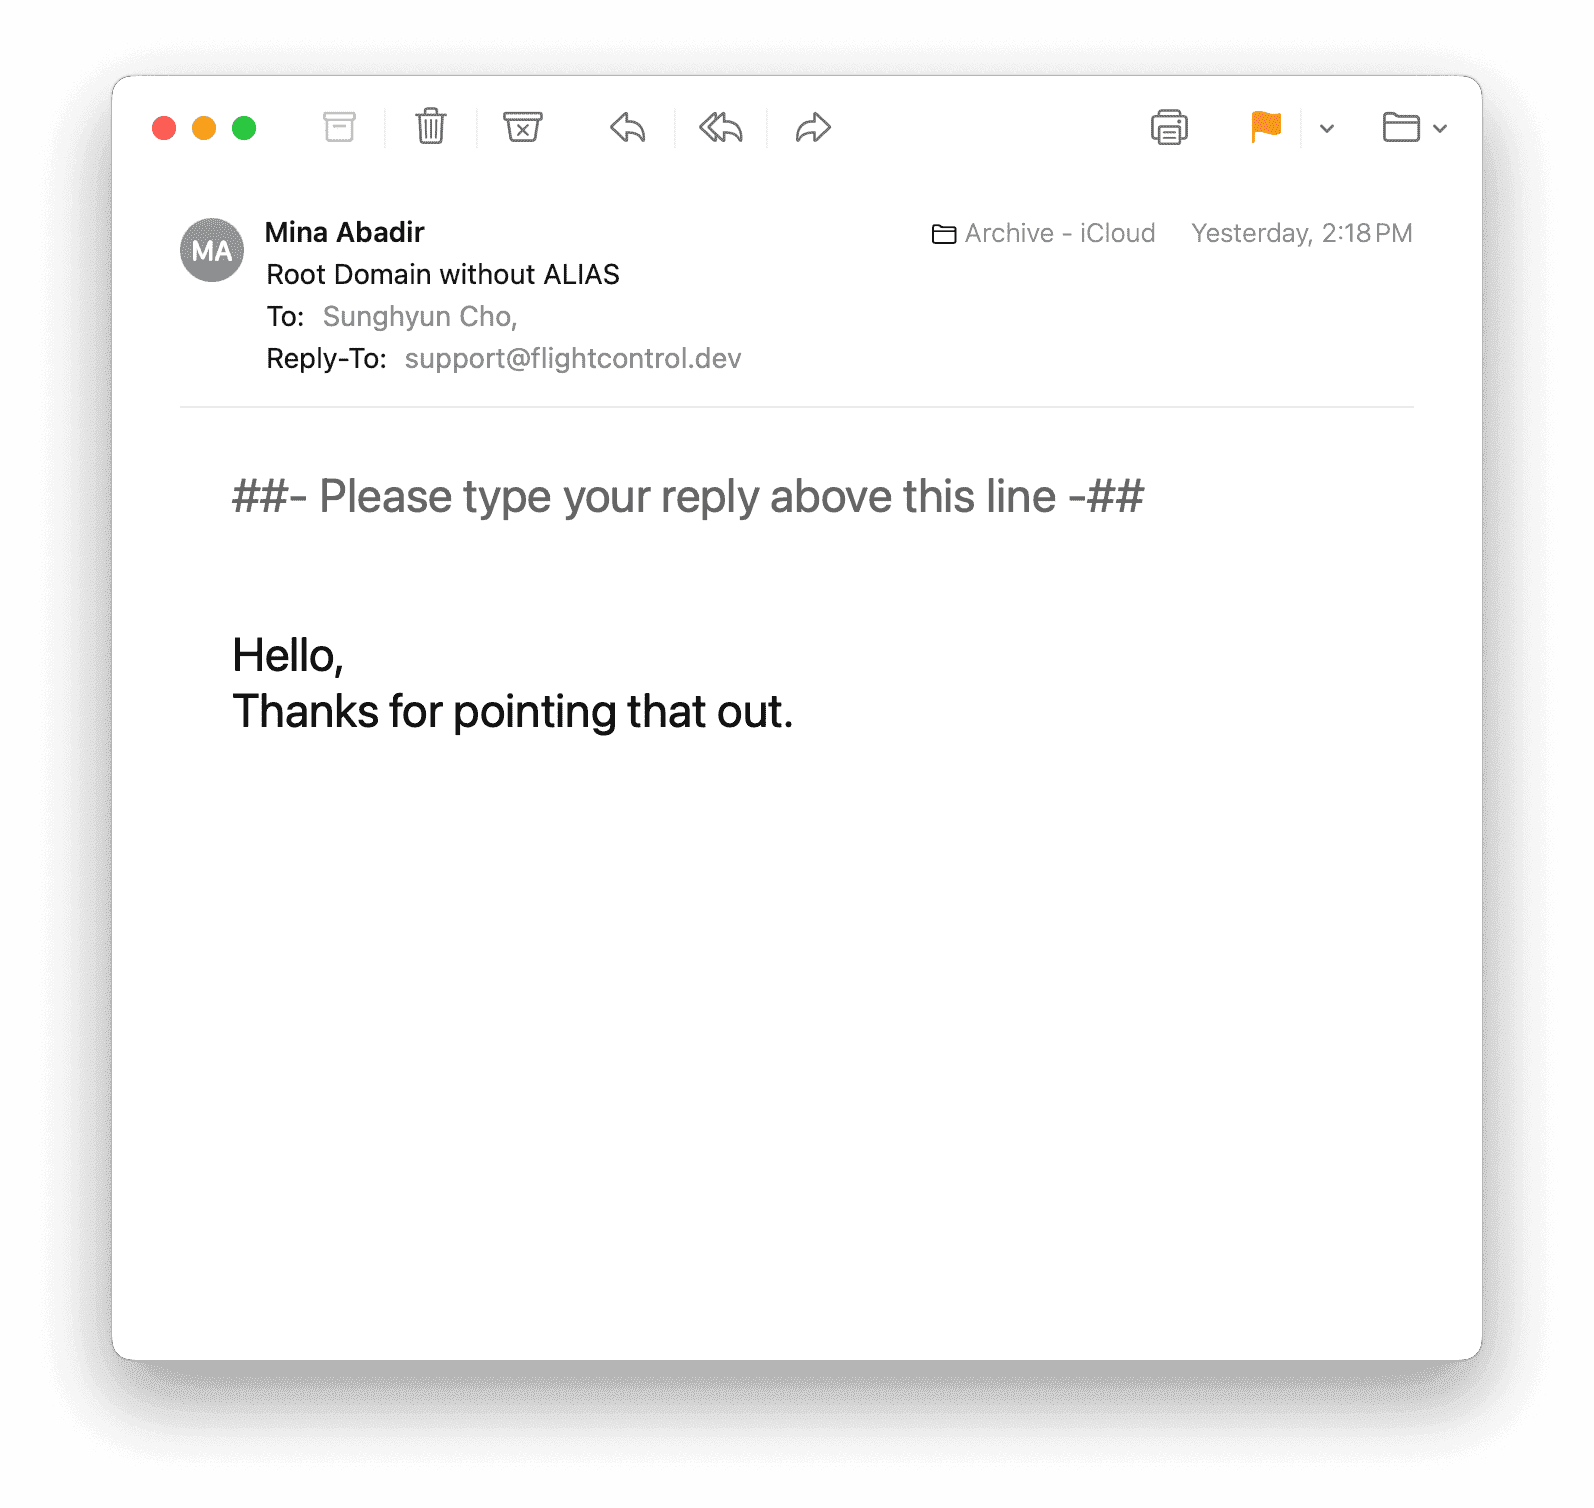 MA
Mina Abadir
Archive - iCloud
Yesterday, 2:18 PM
Root Domain without ALIAS
To: Sunghyun Cho,
Reply-To: support@flightcontrol.dev
##- Please type your reply above this line -##
Hello,
Thanks for pointing that out.